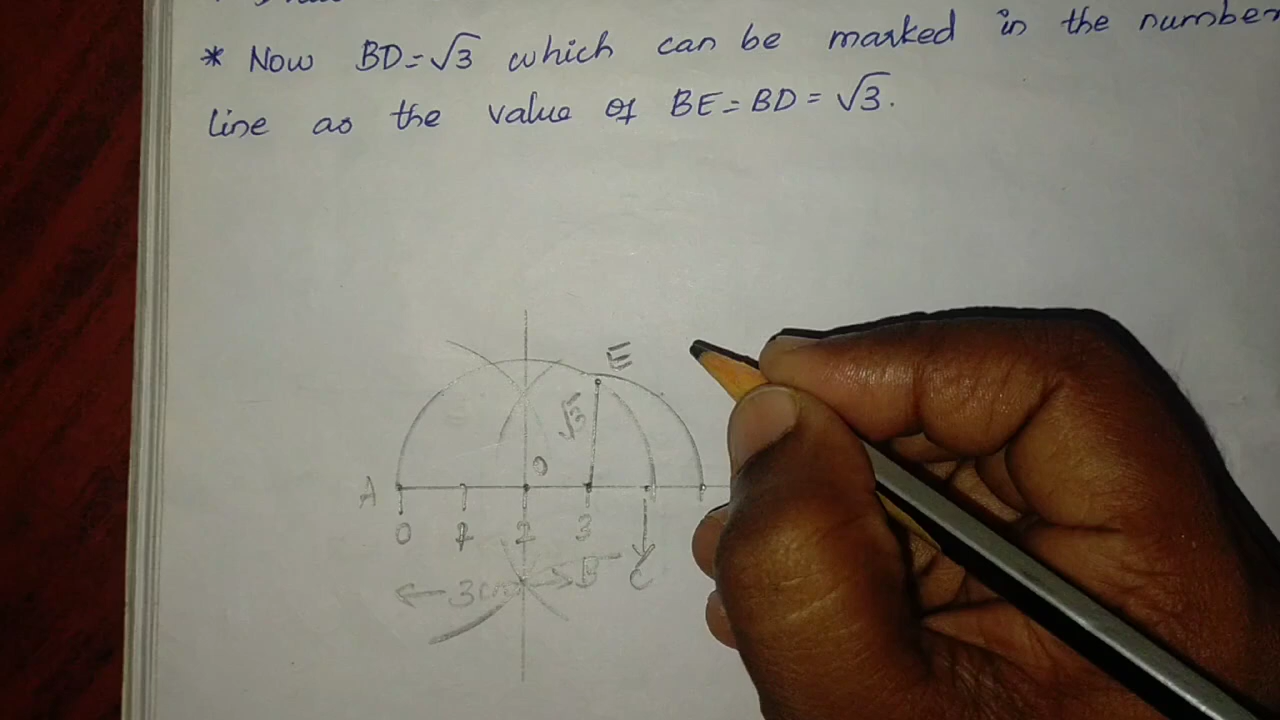 * Now BD=√3 which can be marked in the number
line as the value of BE=BD=√3.
E
√3
O
A
0 1 2 3
← 3cm → B C